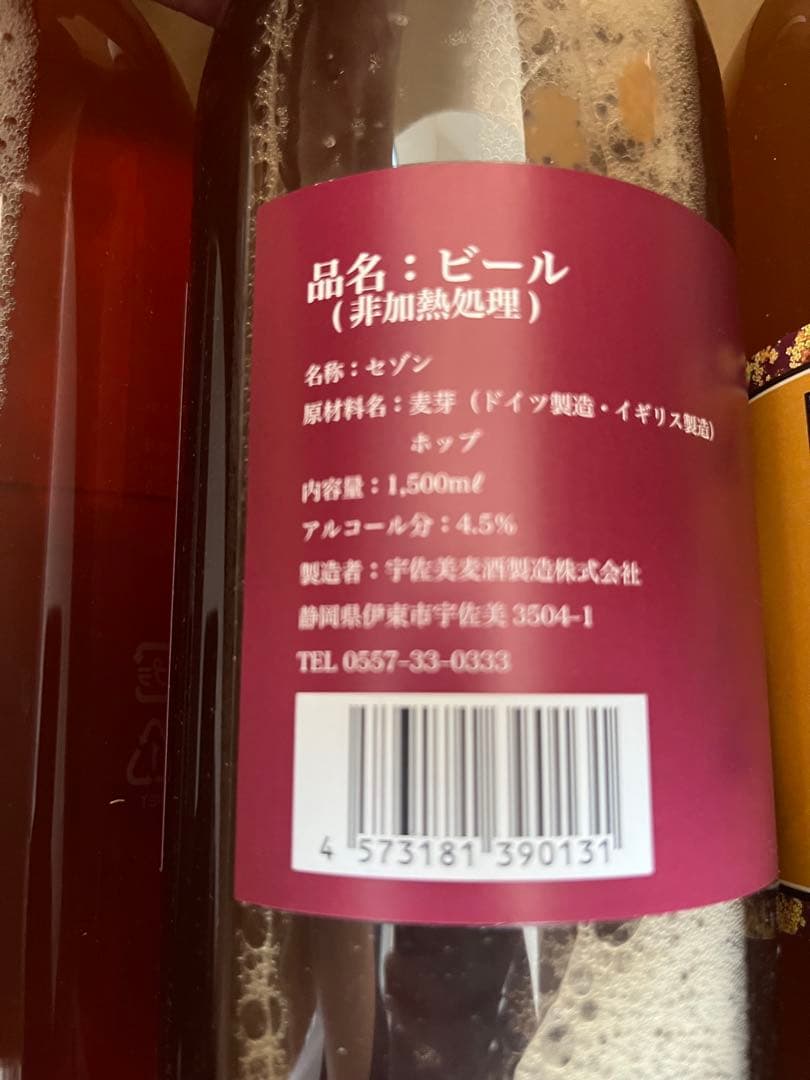 品名：ビール
(非加熱処理)
名称：セゾン
原材料名：麦芽（ドイツ製造・イギリス製造)
ホップ
内容量：1,500mℓ
アルコール分：4.5%
製造者：宇佐美麦酒製造株式会社
静岡県伊東市宇佐美3504-1
TEL 0557-33-0333
4 573181 390131